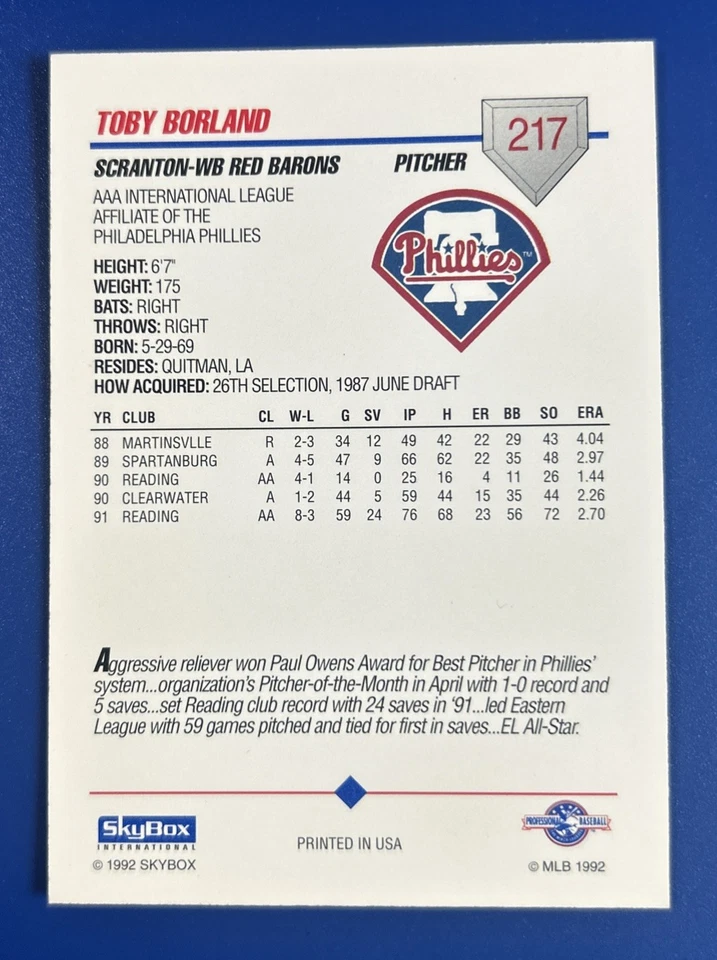 TOBY BORLAND
217
SCRANTON-WB RED BARONS PITCHER
AAA INTERNATIONAL LEAGUE
AFFILIATE OF THE
PHILADELPHIA PHILLIES
Phillies™
HEIGHT: 6'7"
WEIGHT: 175
BATS: RIGHT
THROWS: RIGHT
BORN: 5-29-69
RESIDES: QUITMAN, LA
HOW ACQUIRED: 26TH SELECTION, 1987 JUNE DRAFT
YR CLUB CL W-L G SV IP H ER BB SO ERA
88 MARTINSVLLE R 2-3 34 12 49 42 22 29 43 4.04
89 SPARTANBURG A 4-5 47 9 66 62 22 35 48 2.97
90 READING AA 4-1 14 0 25 16 4 11 26 1.44
90 CLEARWATER A 1-2 44 5 59 44 15 35 44 2.26
91 READING AA 8-3 59 24 76 68 23 56 72 2.70
Aggressive reliever won Paul Owens Award for Best Pitcher in Phillies'
system...organization's Pitcher-of-the-Month in April with 1-0 record and
5 saves...set Reading club record with 24 saves in '91...led Eastern
League with 59 games pitched and tied for first in saves...EL All-Star.
SkyBox
INTERNATIONAL
© 1992 SKYBOX
PRINTED IN USA
PROFESSIONAL BASEBALL
© MLB 1992